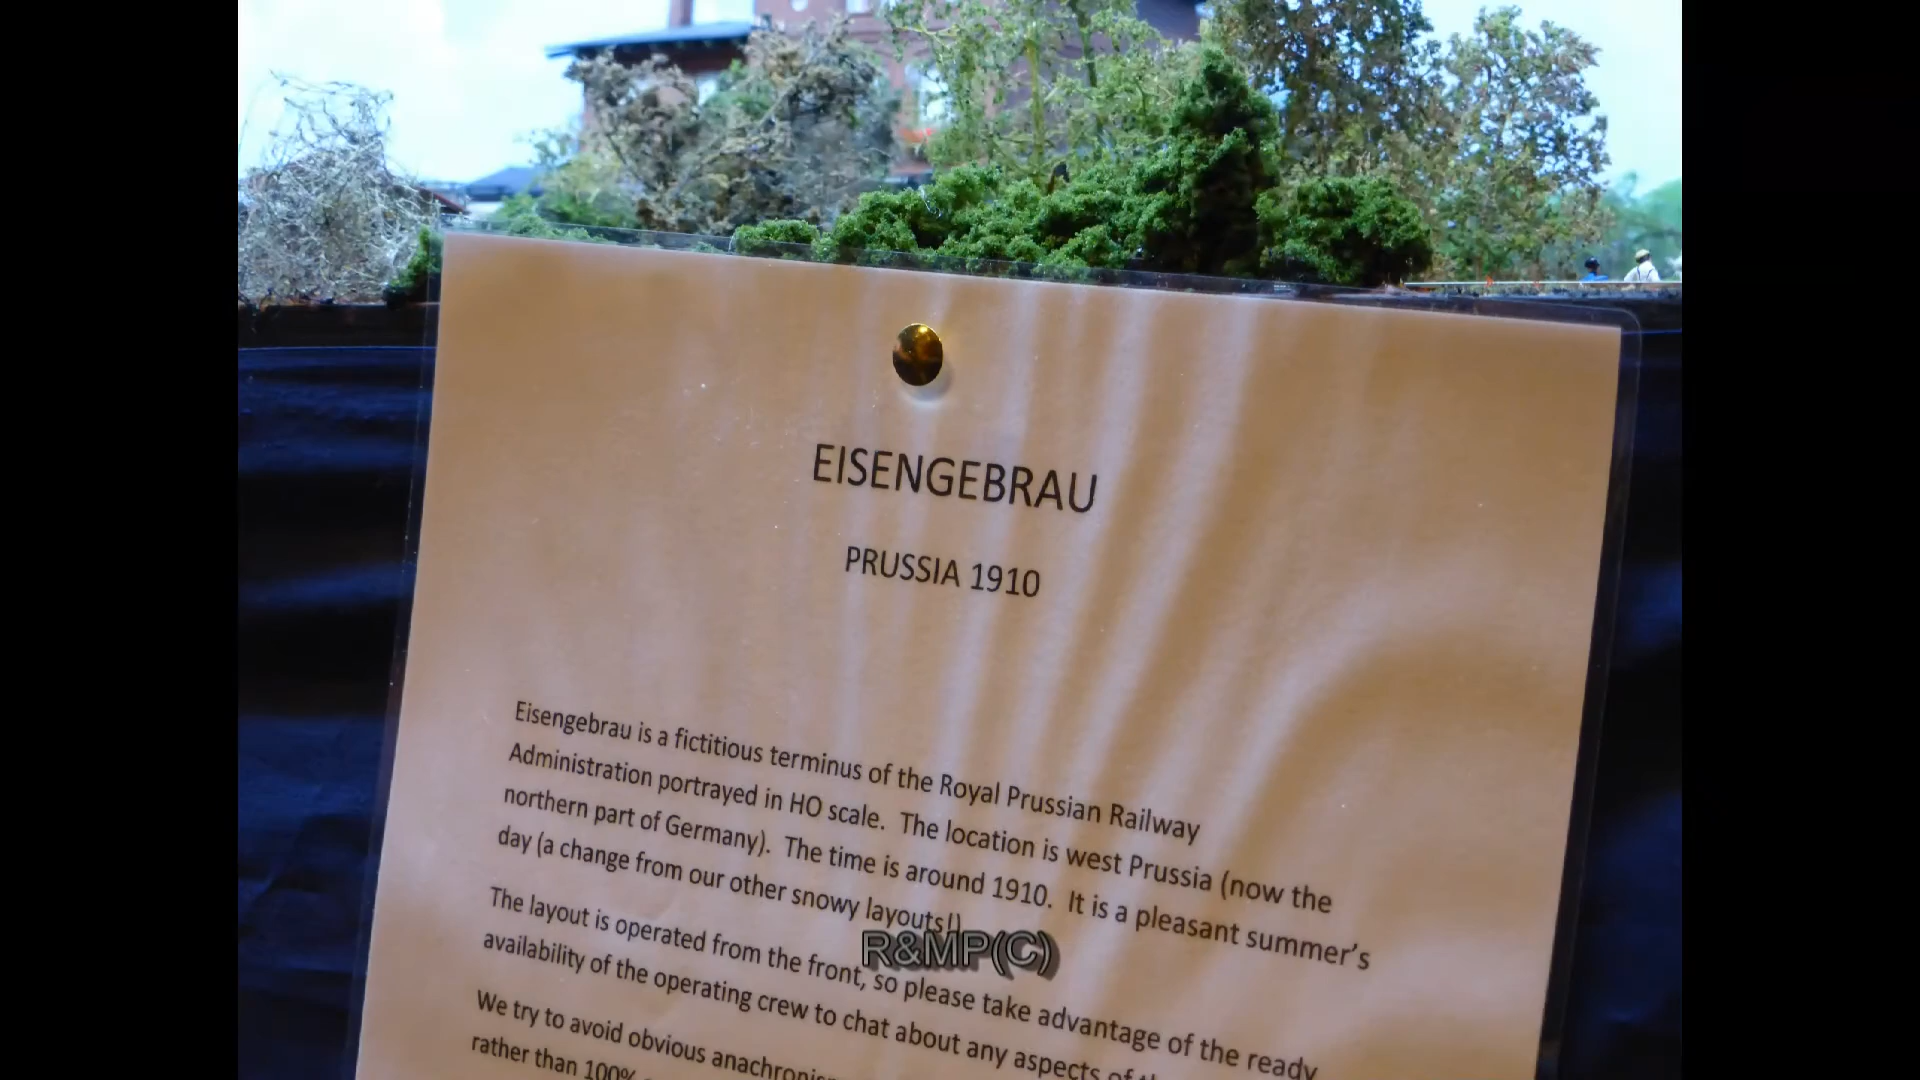 EISENGEBRAU
PRUSSIA 1910
Eisengebrau is a fictitious terminus of the Royal Prussian Railway
Administration portrayed in HO scale. The location is west Prussia (now the
northern part of Germany). The time is around 1910. It is a pleasant summer's
day (a change from our other snowy layouts!)
The layout is operated from the front, so please take advantage of the ready
availability of the operating crew to chat about any aspects of
We try to avoid obvious
rather than 100%
R&MP(C)